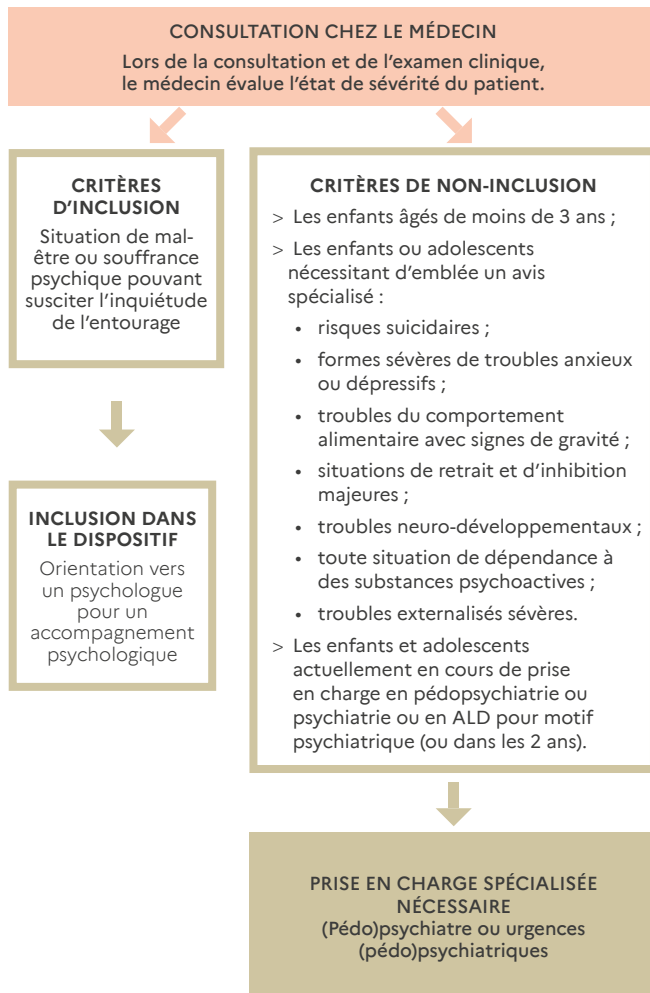 CONSULTATION CHEZ LE MÉDECIN
Lors de la consultation et de l'examen clinique,
le médecin évalue l'état de sévérité du patient.
CRITÈRES
D'INCLUSION
Situation de mal-
être ou souffrance
psychique pouvant
susciter l'inquiétude
de l'entourage
INCLUSION DANS
LE DISPOSITIF
Orientation vers
un psychologue
pour un
accompagnement
psychologique
CRITÈRES DE NON-INCLUSION
> Les enfants âgés de moins de 3 ans ;
> Les enfants ou adolescents
nécessitant d'emblée un avis
spécialisé :
• risques suicidaires ;
• formes sévères de troubles anxieux
ou dépressifs ;
• troubles du comportement
alimentaire avec signes de gravité ;
• situations de retrait et d'inhibition
majeures ;
• troubles neuro-développementaux ;
• toute situation de dépendance à
des substances psychoactives ;
• troubles externalisés sévères.
> Les enfants et adolescents
actuellement en cours de prise
en charge en pédopsychiatrie ou
psychiatrie ou en ALD pour motif
psychiatrique (ou dans les 2 ans).
PRISE EN CHARGE SPÉCIALISÉE
NÉCESSAIRE
(Pédo)psychiatre ou urgences
(pédo)psychiatriques